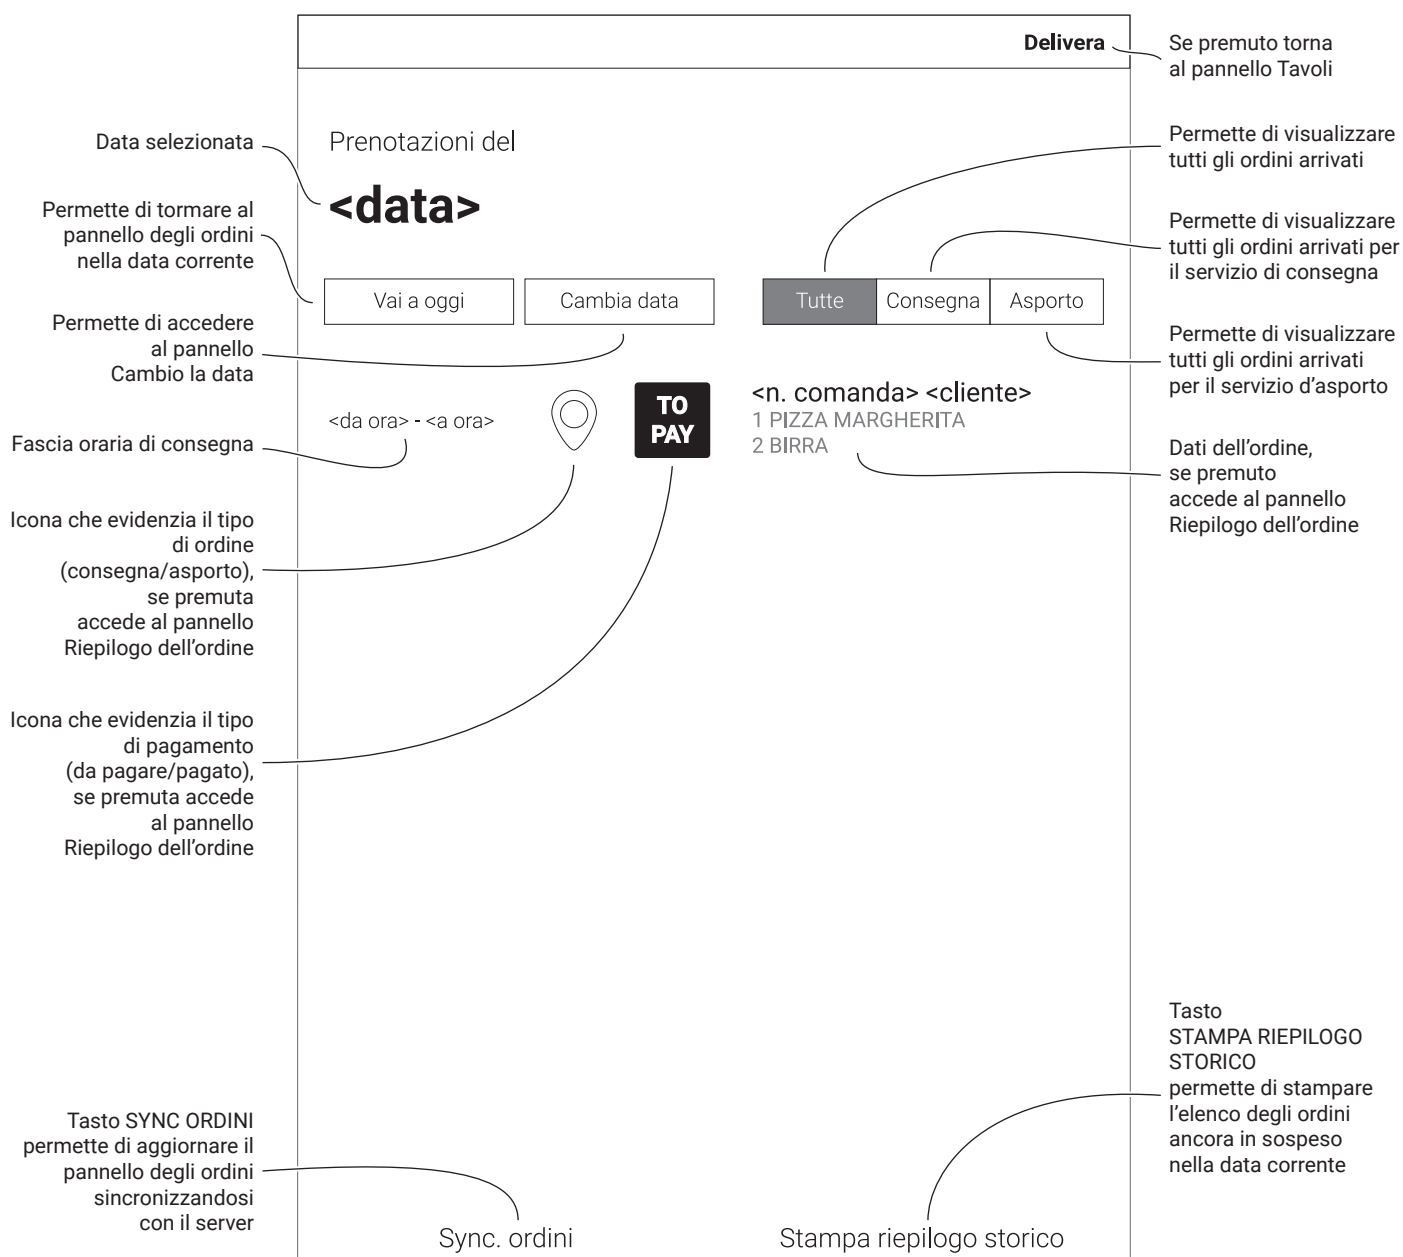 Delivera
Se premuto torna
al pannello Tavoli
Data selezionata
Prenotazioni del
<data>
Permette di visualizzare
tutti gli ordini arrivati
Permette di tormare al
pannello degli ordini
nella data corrente
Permette di visualizzare
tutti gli ordini arrivati per
il servizio di consegna
Vai a oggi
Cambia data
Tutte
Consegna
Asporto
Permette di accedere
al pannello
Cambio la data
Permette di visualizzare
tutti gli ordini arrivati
per il servizio d'asporto
<da ora> - <a ora>
TO
PAY
<n. comanda> <cliente>
1 PIZZA MARGHERITA
2 BIRRA
Fascia oraria di consegna
Dati dell'ordine,
se premuto
accede al pannello
Riepilogo dell'ordine
Icona che evidenzia il tipo
di ordine
(consegna/asporto),
se premuta
accede al pannello
Riepilogo dell'ordine
Icona che evidenzia il tipo
di pagamento
(da pagare/pagato),
se premuta accede
al pannello
Riepilogo dell'ordine
Tasto
STAMPA RIEPILOGO
STORICO
permette di stampare
l'elenco degli ordini
ancora in sospeso
nella data corrente
Tasto SYNC ORDINI
permette di aggiornare il
pannello degli ordini
sincronizzandosi
con il server
Sync. ordini
Stampa riepilogo storico